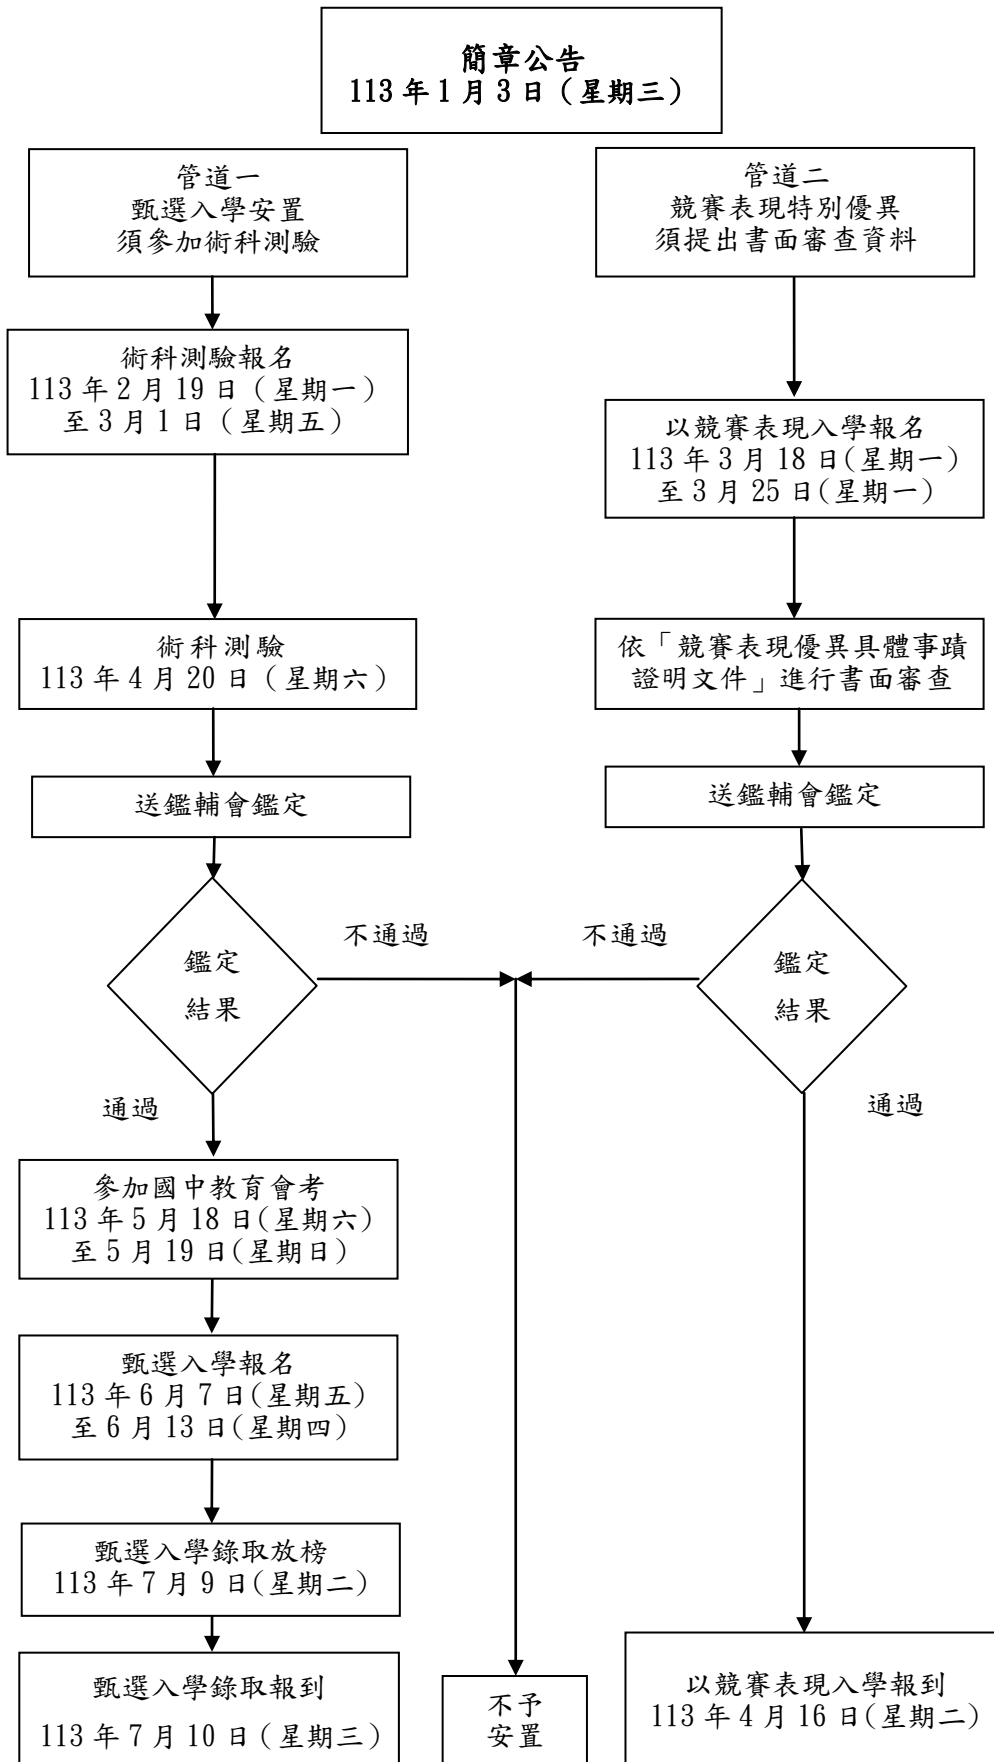 簡章公告
113 年 1 月 3 日（星期三）
管道一
甄選入學安置
須參加術科測驗
術科測驗報名
113 年 2 月 19 日（星期一）
至 3 月 1 日（星期五）
術科測驗
113 年 4 月 20 日（星期六）
送鑑輔會鑑定
鑑定
結果
不通過
通過
參加國中教育會考
113 年 5 月 18 日(星期六)
至 5 月 19 日(星期日)
甄選入學報名
113 年 6 月 7 日(星期五)
至 6 月 13 日(星期四)
甄選入學錄取放榜
113 年 7 月 9 日(星期二)
甄選入學錄取報到
113 年 7 月 10 日（星期三）
管道二
競賽表現特別優異
須提出書面審查資料
以競賽表現入學報名
113 年 3 月 18 日(星期一)
至 3 月 25 日(星期一)
依「競賽表現優異具體事蹟
證明文件」進行書面審查
送鑑輔會鑑定
鑑定
結果
不通過
通過
以競賽表現入學報到
113 年 4 月 16 日(星期二)
不予
安置